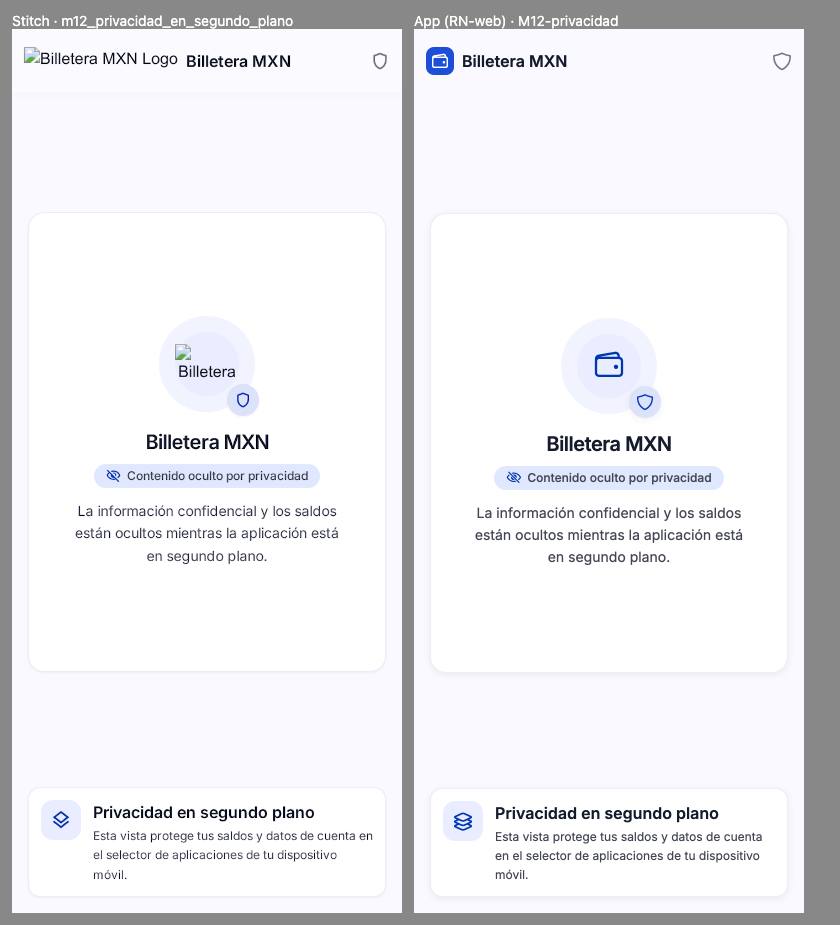 Stitch · m12_privacidad_en_segundo_plano
Billetera MXN Logo Billetera MXN
Billetera
Billetera MXN
Contenido oculto por privacidad
La información confidencial y los saldos
están ocultos mientras la aplicación está
en segundo plano.
Privacidad en segundo plano
Esta vista protege tus saldos y datos de cuenta en
el selector de aplicaciones de tu dispositivo
móvil.
App (RN-web) · M12-privacidad
Billetera MXN
Billetera MXN
Contenido oculto por privacidad
La información confidencial y los saldos
están ocultos mientras la aplicación está
en segundo plano.
Privacidad en segundo plano
Esta vista protege tus saldos y datos de cuenta
en el selector de aplicaciones de tu dispositivo
móvil.